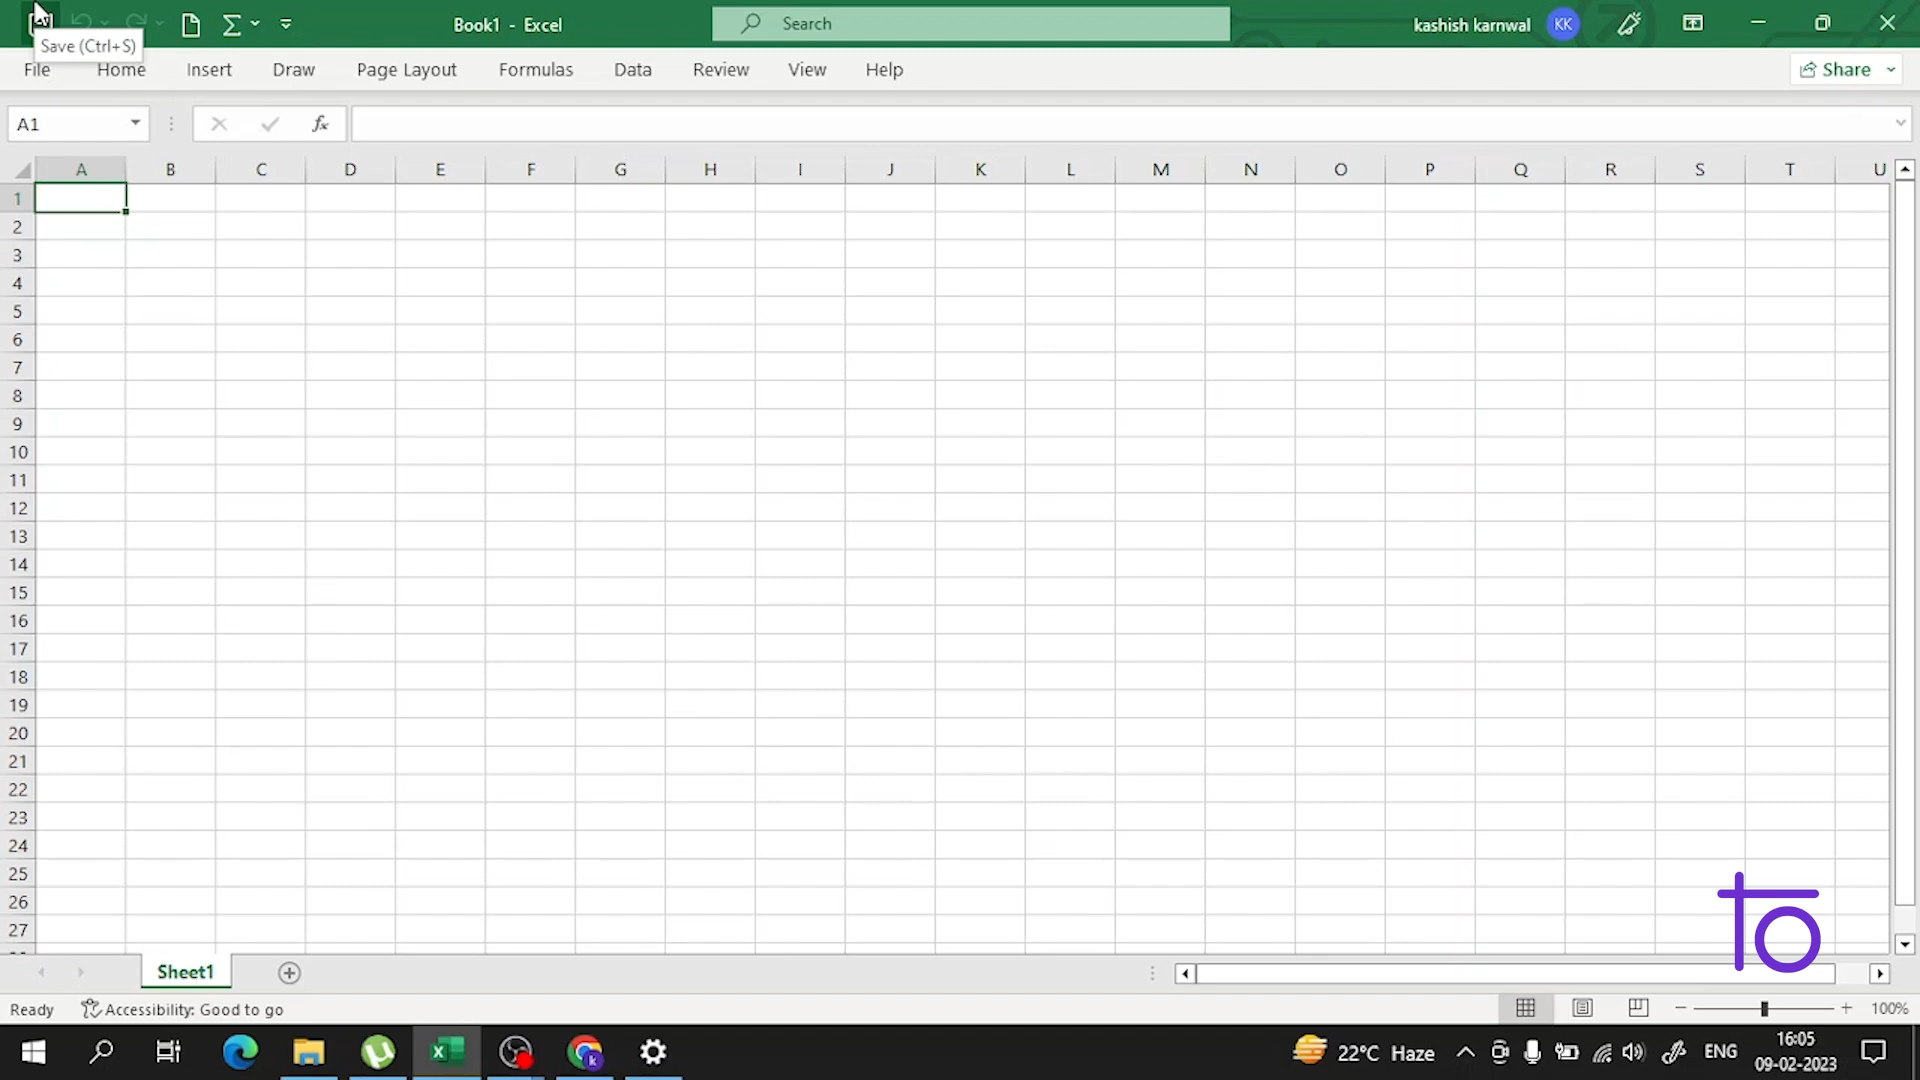 Book1 - Excel
Search
kashish karnwal
KK
Save (Ctrl+S)
File Home Insert Draw Page Layout Formulas Data Review View Help
Share
A1
fx
A B C D E F G H I J K L M N O P Q R S T U
1
2
3
4
5
6
7
8
9
10
11
12
13
14
15
16
17
18
19
20
21
22
23
24
25
26
27
to
Sheet1
Ready Accessibility: Good to go
100%
22°C Haze
ENG
16:05
09-02-2023